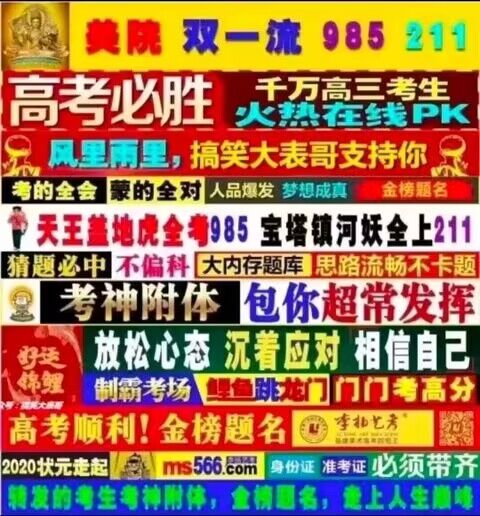 美院 双一流 985 211
高考必胜 千万高三考生
火热在线PK
风里雨里，搞笑大表哥支持你
考的全会 蒙的全对 人品爆发 梦想成真 金榜题名
天王盖地虎全考985 宝塔镇河妖全上211
猜题必中 不偏科 大内存题库 思路流畅不卡题
考神附体 包你超常发挥
好运锦鲤 放松心态 沉着应对 相信自己
制霸考场 鲤鱼跳龙门 门门考高分
高考顺利！金榜题名 李拍艺考
2020状元走起 ms566.com 身份证 准考证 必须带齐
转发的考生考神附体，金榜题名，走上人生巅峰